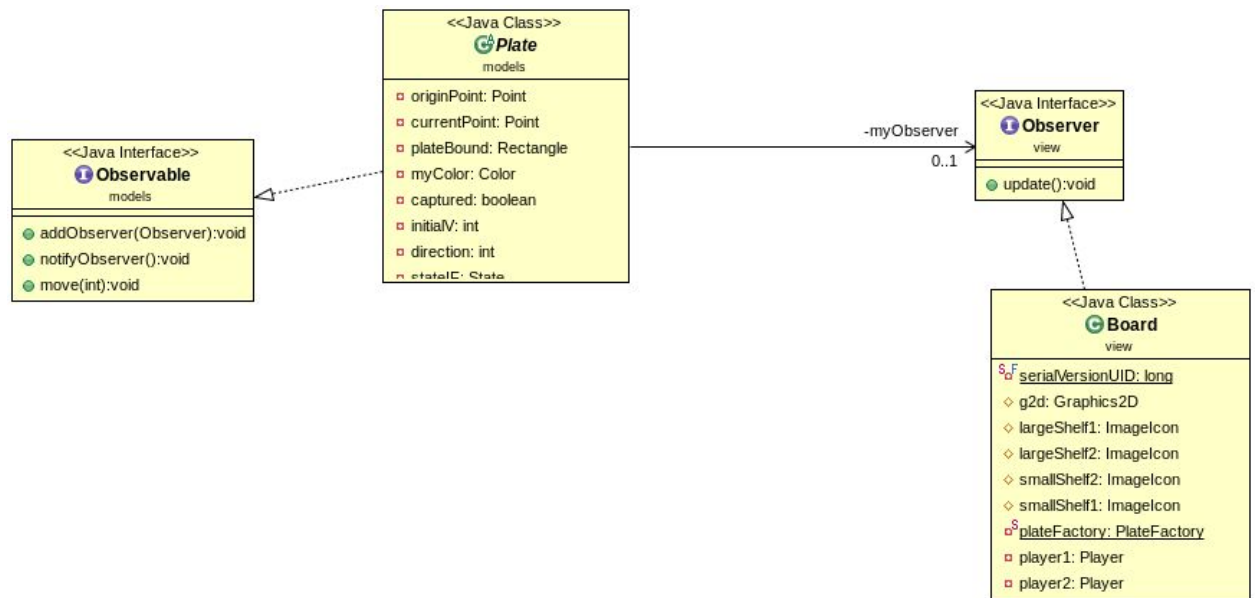 <<Java Class>>
Plate
models
originPoint: Point
currentPoint: Point
plateBound: Rectangle
myColor: Color
captured: boolean
initialV: int
direction: int
stateIF: State
<<Java Interface>>
Observable
models
addObserver(Observer):void
notifyObserver():void
move(int):void
-myObserver
0..1
<<Java Interface>>
Observer
view
update():void
<<Java Class>>
Board
view
serialVersionUID: long
g2d: Graphics2D
largeShelf1: ImageIcon
largeShelf2: ImageIcon
smallShelf2: ImageIcon
smallShelf1: ImageIcon
plateFactory: PlateFactory
player1: Player
player2: Player